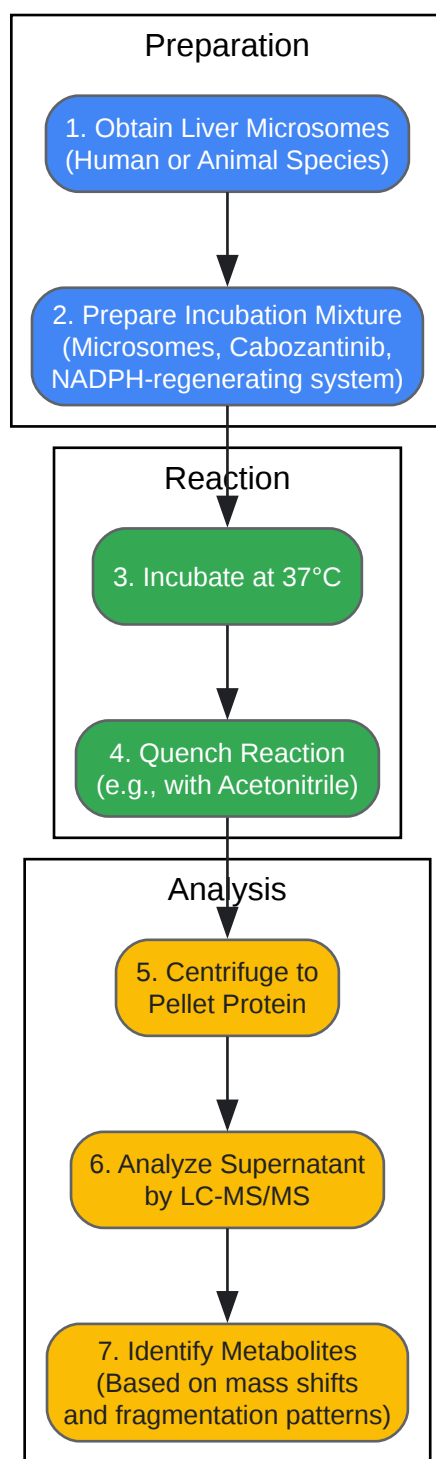 Preparation
1. Obtain Liver Microsomes
(Human or Animal Species)
2. Prepare Incubation Mixture
(Microsomes, Cabozantinib,
NADPH-regenerating system)
Reaction
3. Incubate at 37°C
4. Quench Reaction
(e.g., with Acetonitrile)
Analysis
5. Centrifuge to
Pellet Protein
6. Analyze Supernatant
by LC-MS/MS
7. Identify Metabolites
(Based on mass shifts
and fragmentation patterns)